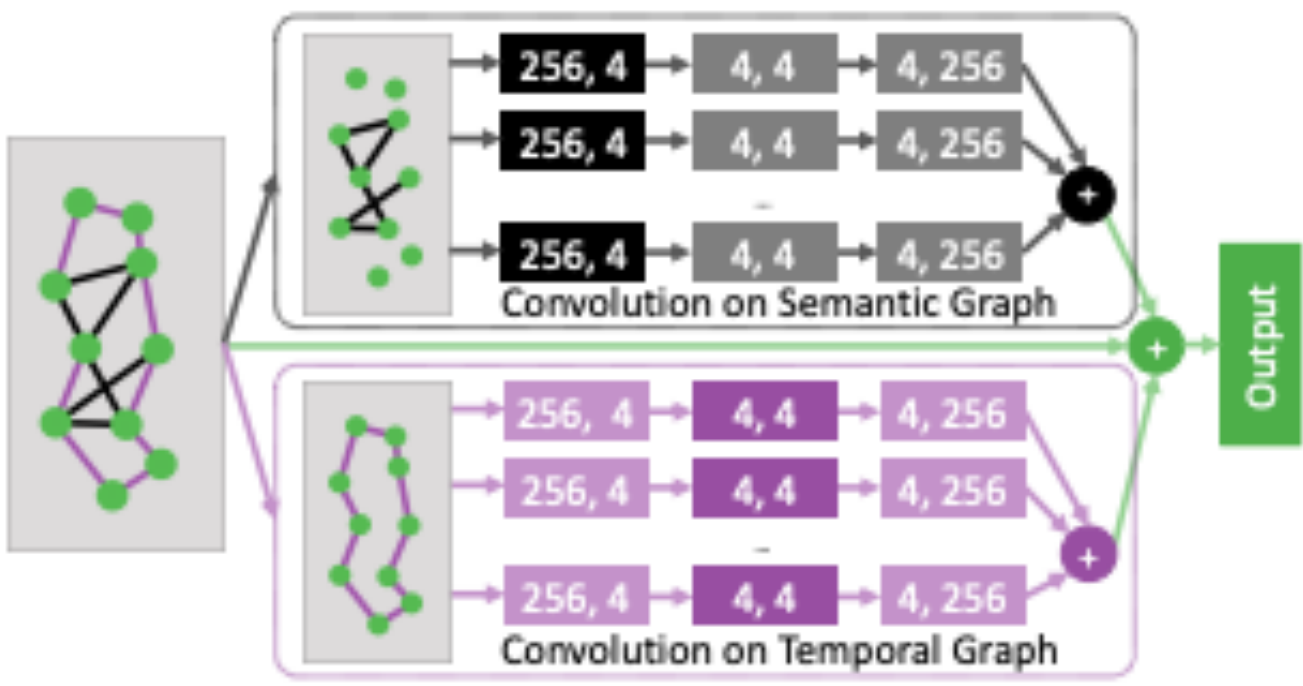 256, 4 4, 4 4, 256
256, 4 4, 4 4, 256
+
256, 4 4, 4 4, 256
Convolution on Semantic Graph
+
Output
256, 4 4, 4 4, 256
256, 4 4, 4 4, 256
+
256, 4 4, 4 4, 256
Convolution on Temporal Graph